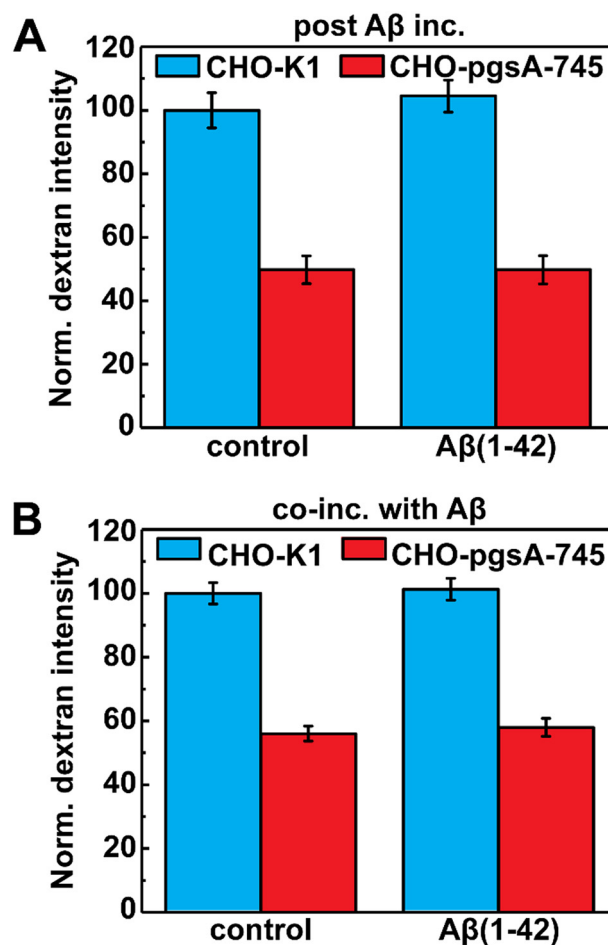 A
post Aβ inc.
CHO-K1 CHO-pgsA-745
Norm. dextran intensity
120
100
80
60
40
20
0
control Aβ(1-42)
B
co-inc. with Aβ
CHO-K1 CHO-pgsA-745
Norm. dextran intensity
120
100
80
60
40
20
0
control Aβ(1-42)